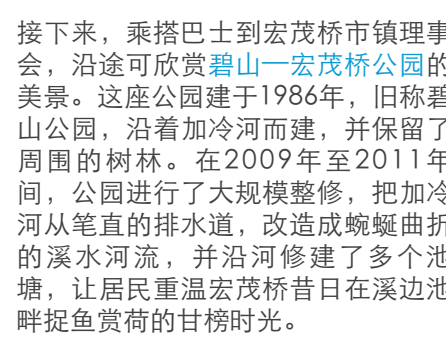 接下来，乘搭巴士到宏茂桥市镇理事
会，沿途可欣赏碧山—宏茂桥公园的
美景。这座公园建于1986年，旧称碧
山公园，沿着加冷河而建，并保留了
周围的树林。在2009年至2011年
间，公园进行了大规模整修，把加冷
河从笔直的排水道，改造成蜿蜒曲折
的溪水河流，并沿河修建了多个池
塘，让居民重温宏茂桥昔日在溪边池
畔捉鱼赏荷的甘榜时光。